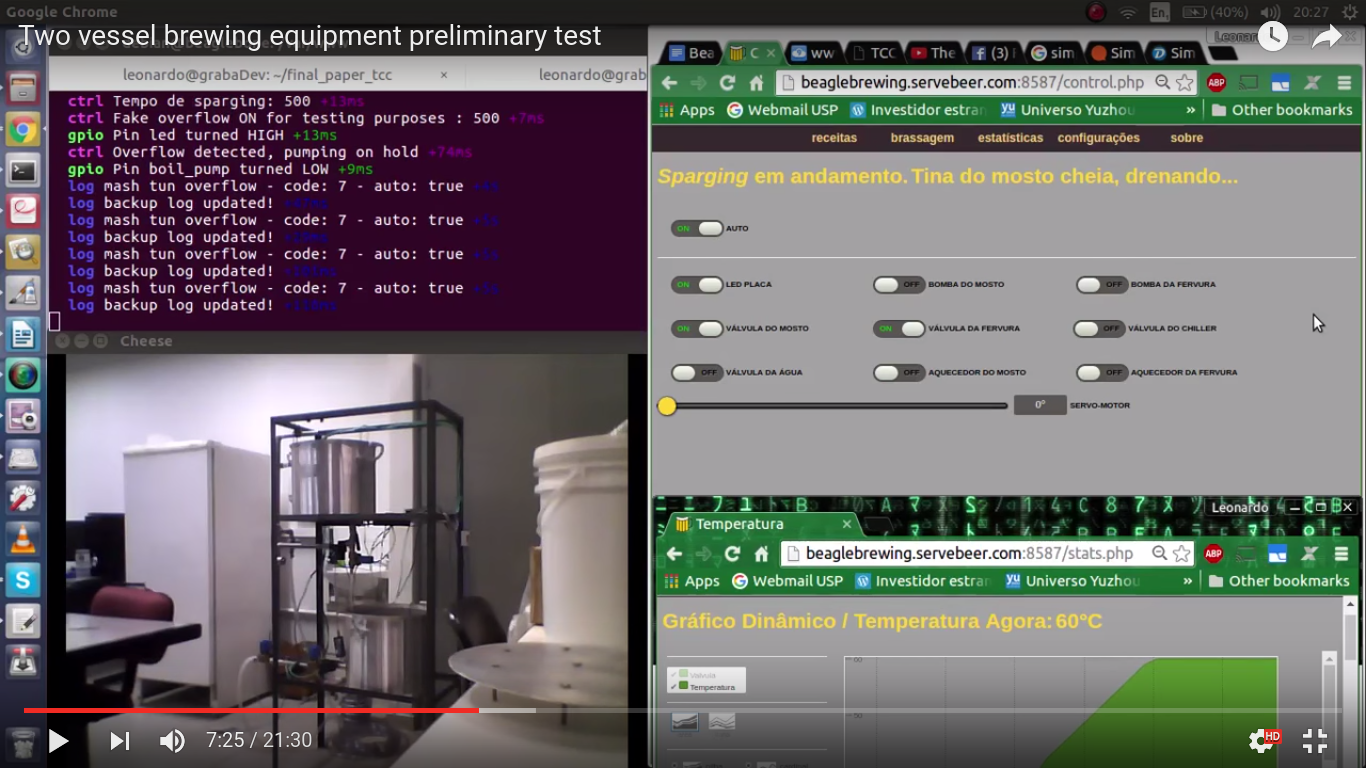 Google Chrome
En
(40%)
20:27
Two vessel brewing equipment preliminary test
leonardo@grabaDev: ~/final_paper_tcc ×
leonardo@grab
ctrl Tempo de sparging: 500 +13ms
ctrl Fake overflow ON for testing purposes : 500 +7ms
gpio Pin led turned HIGH +13ms
ctrl Overflow detected, pumping on hold +74ms
gpio Pin boil_pump turned LOW +9ms
log mash tun overflow - code: 7 - auto: true
log backup log updated!
log mash tun overflow - code: 7 - auto: true
log backup log updated!
log mash tun overflow - code: 7 - auto: true
log backup log updated!
log mash tun overflow - code: 7 - auto: true
log backup log updated!
Cheese
Bea C ww TCC The (3) sim Sim Sim
beaglebrewing.servebeer.com:8587/control.php
ABP
Apps Webmail USP Investidor estran Universo Yuzhou » Other bookmarks
receitas brassagem estatísticas configurações sobre
Sparging em andamento. Tina do mosto cheia, drenando...
ON AUTO
ON LED PLACA OFF BOMBA DO MOSTO OFF BOMBA DA FERVURA
ON VÁLVULA DO MOSTO ON VÁLVULA DA FERVURA OFF VÁLVULA DO CHILLER
OFF VÁLVULA DA ÁGUA OFF AQUECEDOR DO MOSTO OFF AQUECEDOR DA FERVURA
0° SERVO-MOTOR
Leonardo
Temperatura ×
beaglebrewing.servebeer.com:8587/stats.php
ABP
Apps Webmail USP Investidor estran Universo Yuzhou » Other bookmarks
Gráfico Dinâmico / Temperatura Agora: 60°C
Valvula
Temperatura
60
50
7:25 / 21:30
HD